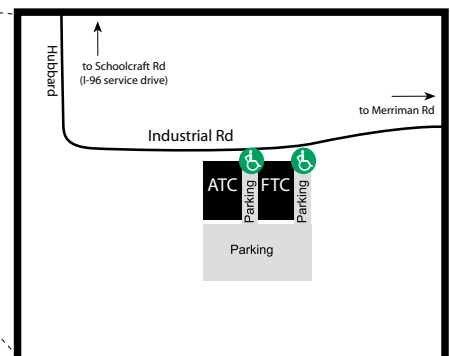 Hubbard
to Schoolcraft Rd
(I-96 service drive)
to Merriman Rd
Industrial Rd
ATC
Parking
FTC
Parking
Parking